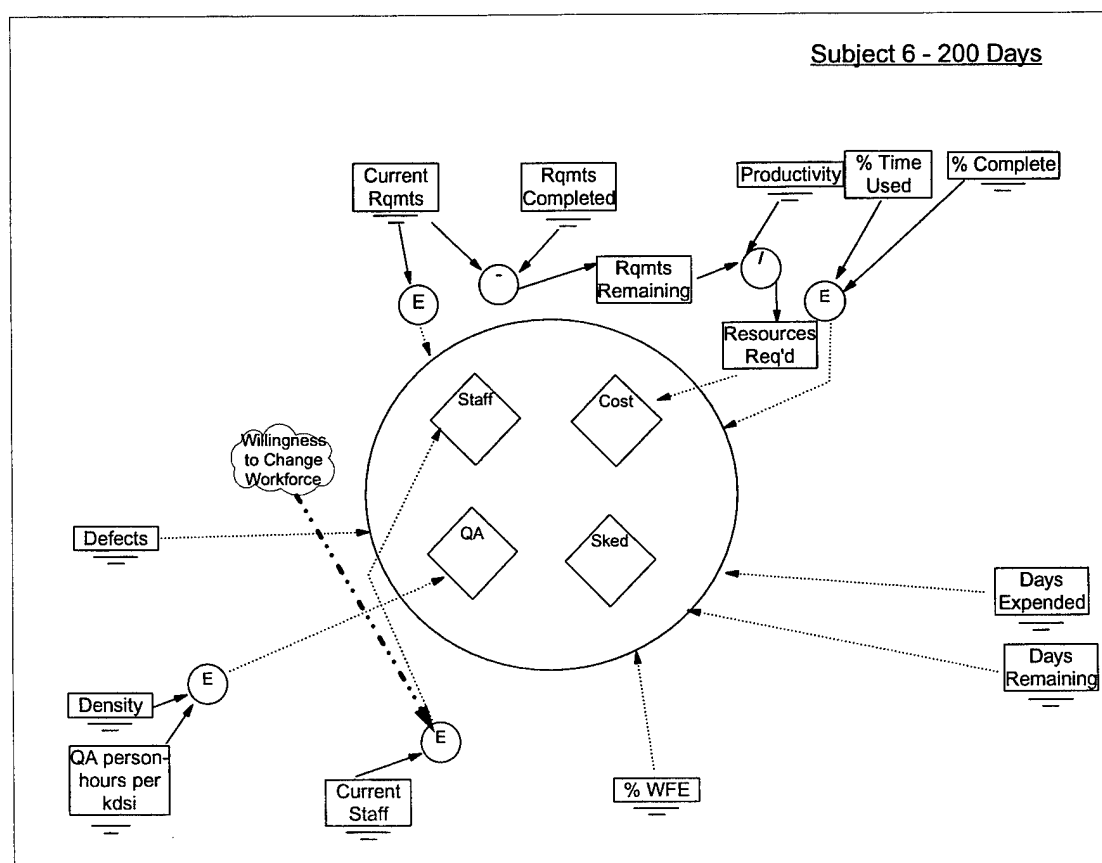 Subject 6 - 200 Days
Current
Rqmts
Rqmts
Completed
Productivity
% Time
Used
% Complete
-
/
Rqmts
Remaining
E
E
Resources
Req'd
Staff
Cost
Willingness
to Change
Workforce
Defects
QA
Sked
Days
Expended
Days
Remaining
E
Density
E
QA person-
hours per
kdsi
Current
Staff
% WFE